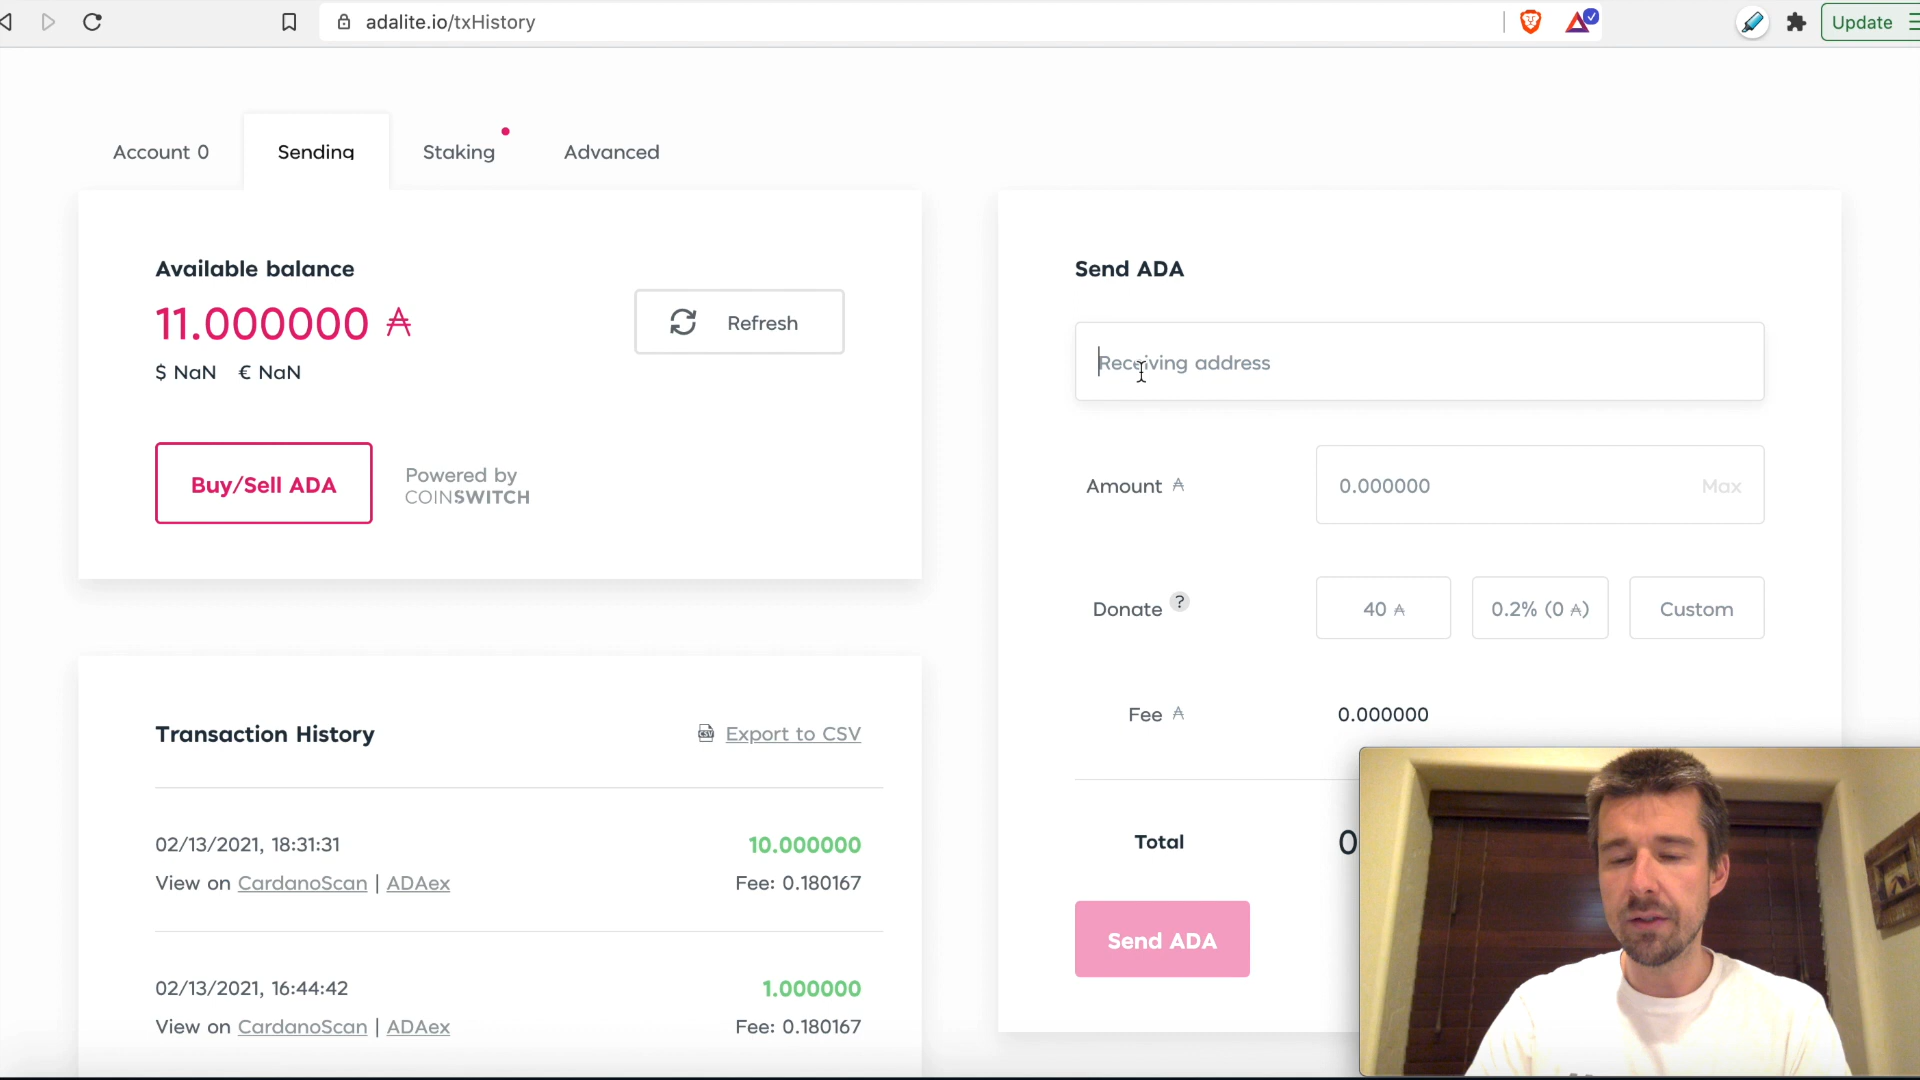 adalite.io/txHistory
Update
Account 0
Sending
Staking
Advanced
Available balance
11.000000 ₳
$ NaN € NaN
Refresh
Buy/Sell ADA
Powered by
COINSWITCH
Transaction History
CSV
Export to CSV
02/13/2021, 18:31:31
10.000000
View on CardanoScan | ADAex
Fee: 0.180167
02/13/2021, 16:44:42
1.000000
View on CardanoScan | ADAex
Fee: 0.180167
Send ADA
Receiving address
Amount ₳
0.000000
Max
Donate ?
40 ₳
0.2% (0 ₳)
Custom
Fee ₳
0.000000
Total
0
Send ADA